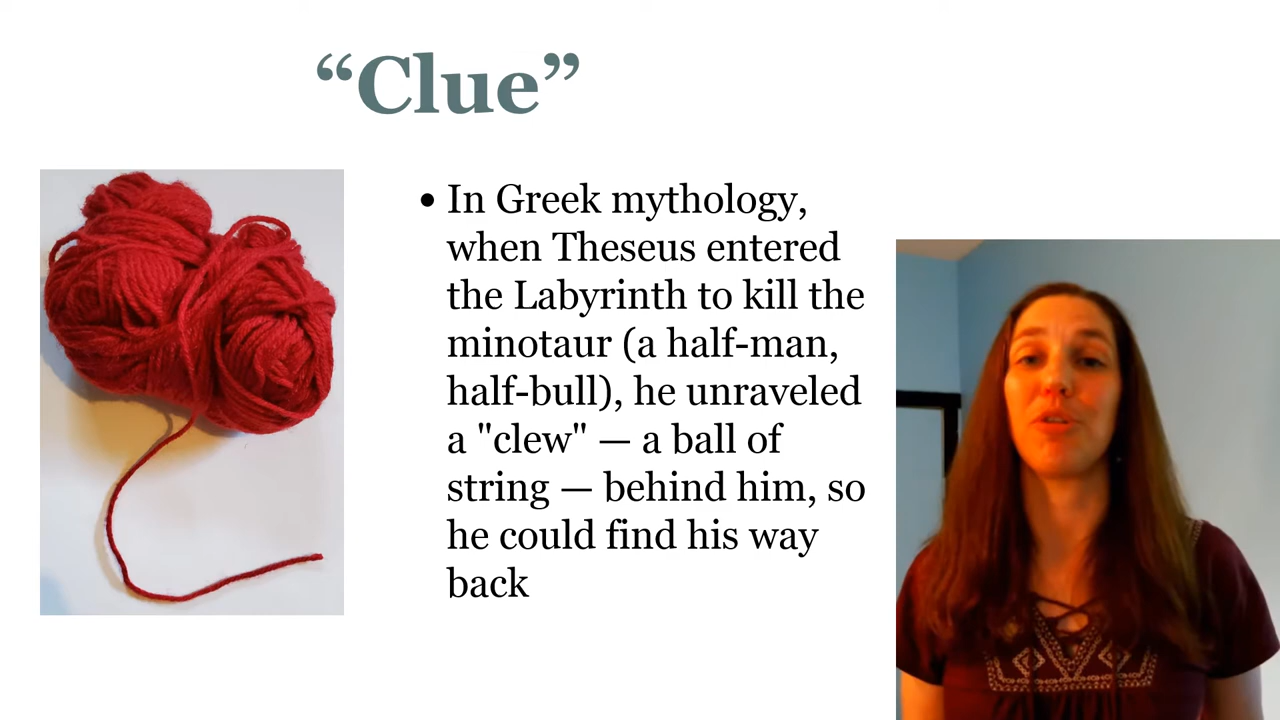 “Clue”
• In Greek mythology,
when Theseus entered
the Labyrinth to kill the
minotaur (a half-man,
half-bull), he unraveled
a "clew" — a ball of
string — behind him, so
he could find his way
back